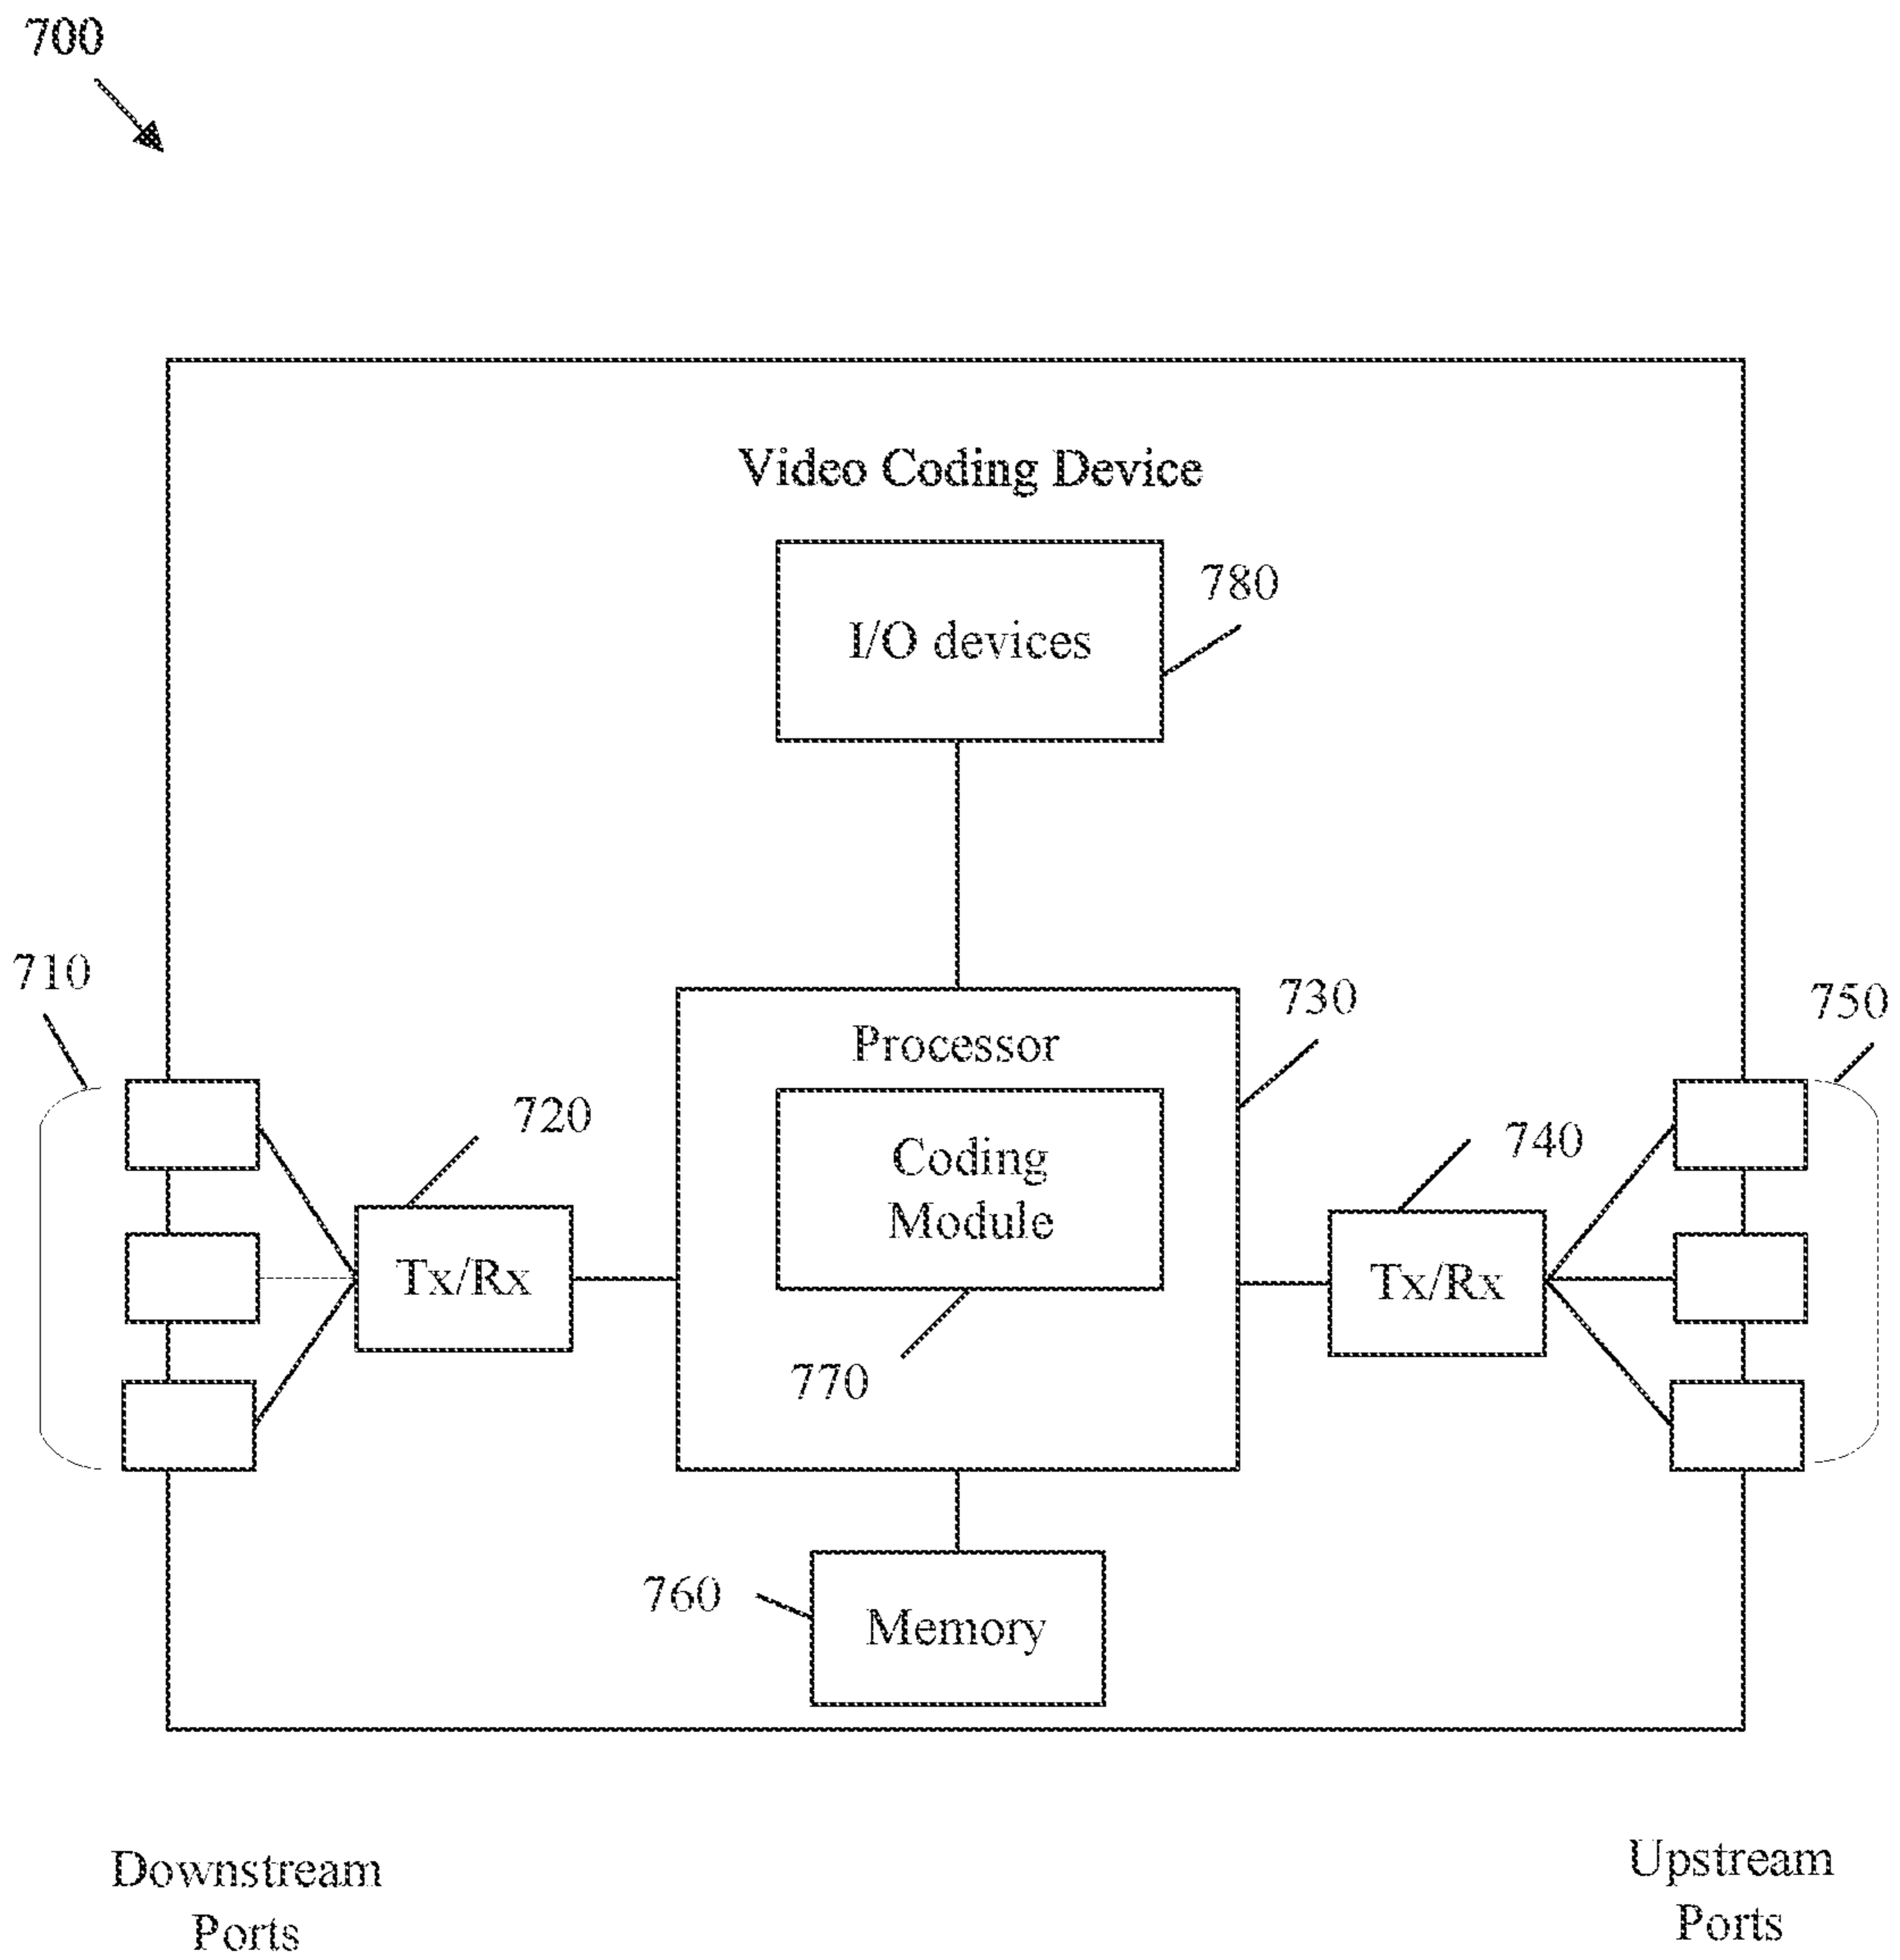 700
Video Coding Device
780
I/O devices
710
730
750
Processor
720
740
Coding
Module
Tx/Rx
Tx/Rx
770
760
Memory
Downstream
Ports
Upstream
Ports